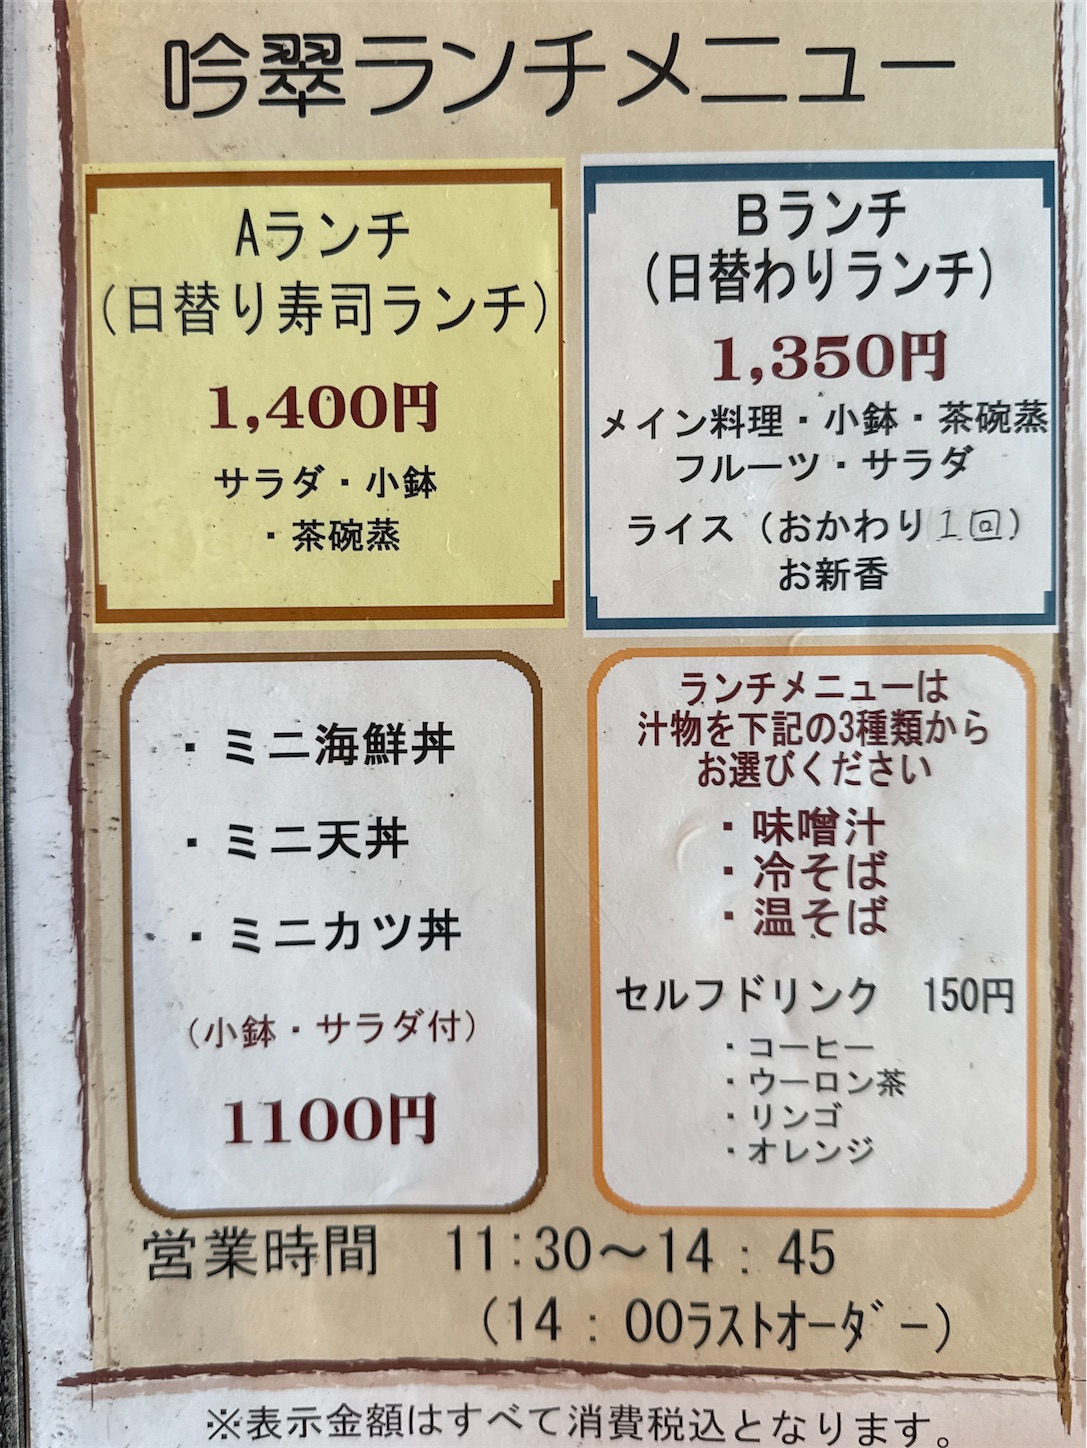 吟翠ランチメニュー
Aランチ
（日替り寿司ランチ）
1,400円
サラダ・小鉢
・茶碗蒸
Bランチ
（日替わりランチ）
1,350円
メイン料理・小鉢・茶碗蒸
フルーツ・サラダ
ライス（おかわり1回）
お新香
・ミニ海鮮丼
・ミニ天丼
・ミニカツ丼
（小鉢・サラダ付）
1100円
ランチメニューは
汁物を下記の3種類から
お選びください
・味噌汁
・冷そば
・温そば
セルフドリンク　150円
・コーヒー
・ウーロン茶
・リンゴ
・オレンジ
営業時間　11:30〜14：45
（14：00ラストオーダー）
※表示金額はすべて消費税込となります。